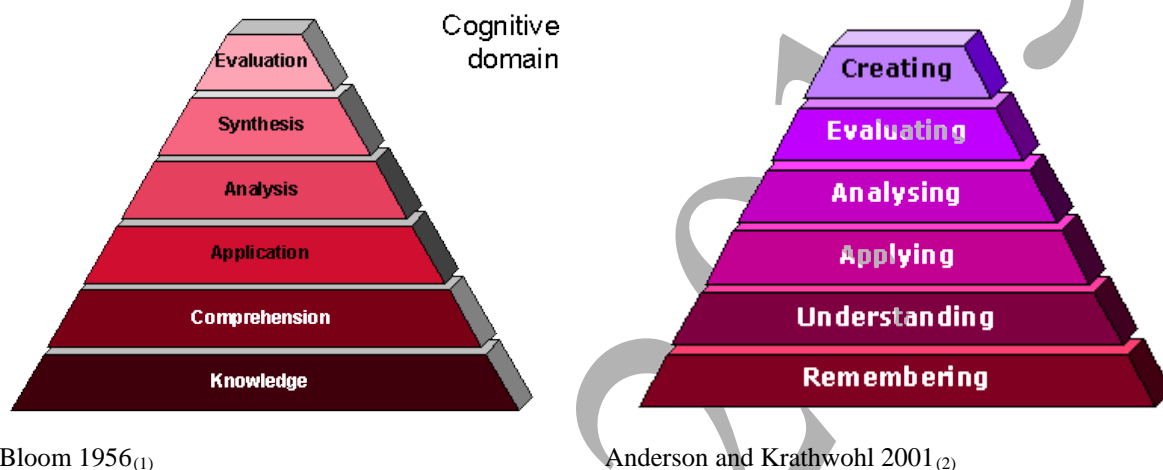 Cognitive
domain
Evaluation
Synthesis
Analysis
Application
Comprehension
Knowledge
Creating
Evaluating
Analysing
Applying
Understanding
Remembering
Bloom 1956(1)
Anderson and Krathwohl 2001(2)